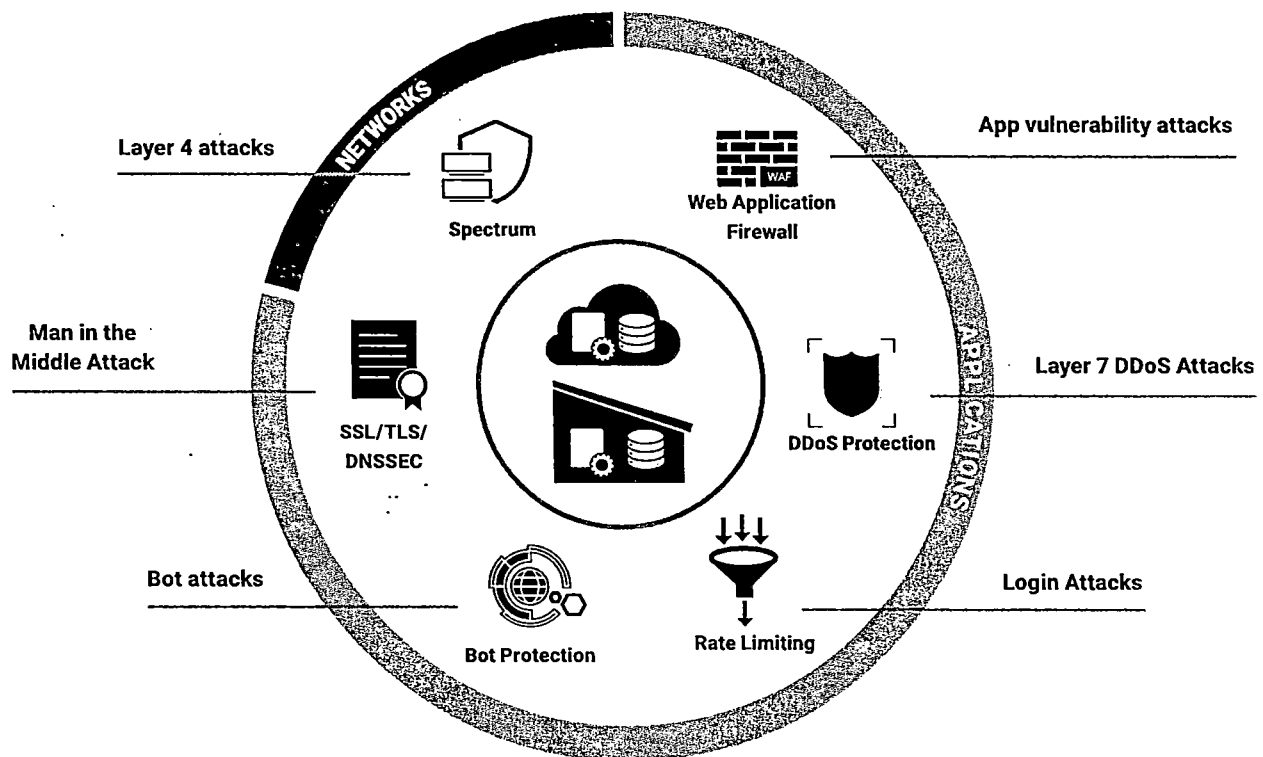 NETWORKS
Layer 4 attacks
Spectrum
App vulnerability attacks
WAF
Web Application
Firewall
Man in the
Middle Attack
SSL/TLS/
DNSSEC
APPLICATIONS
Layer 7 DDoS Attacks
DDoS Protection
Bot attacks
Bot Protection
Login Attacks
Rate Limiting